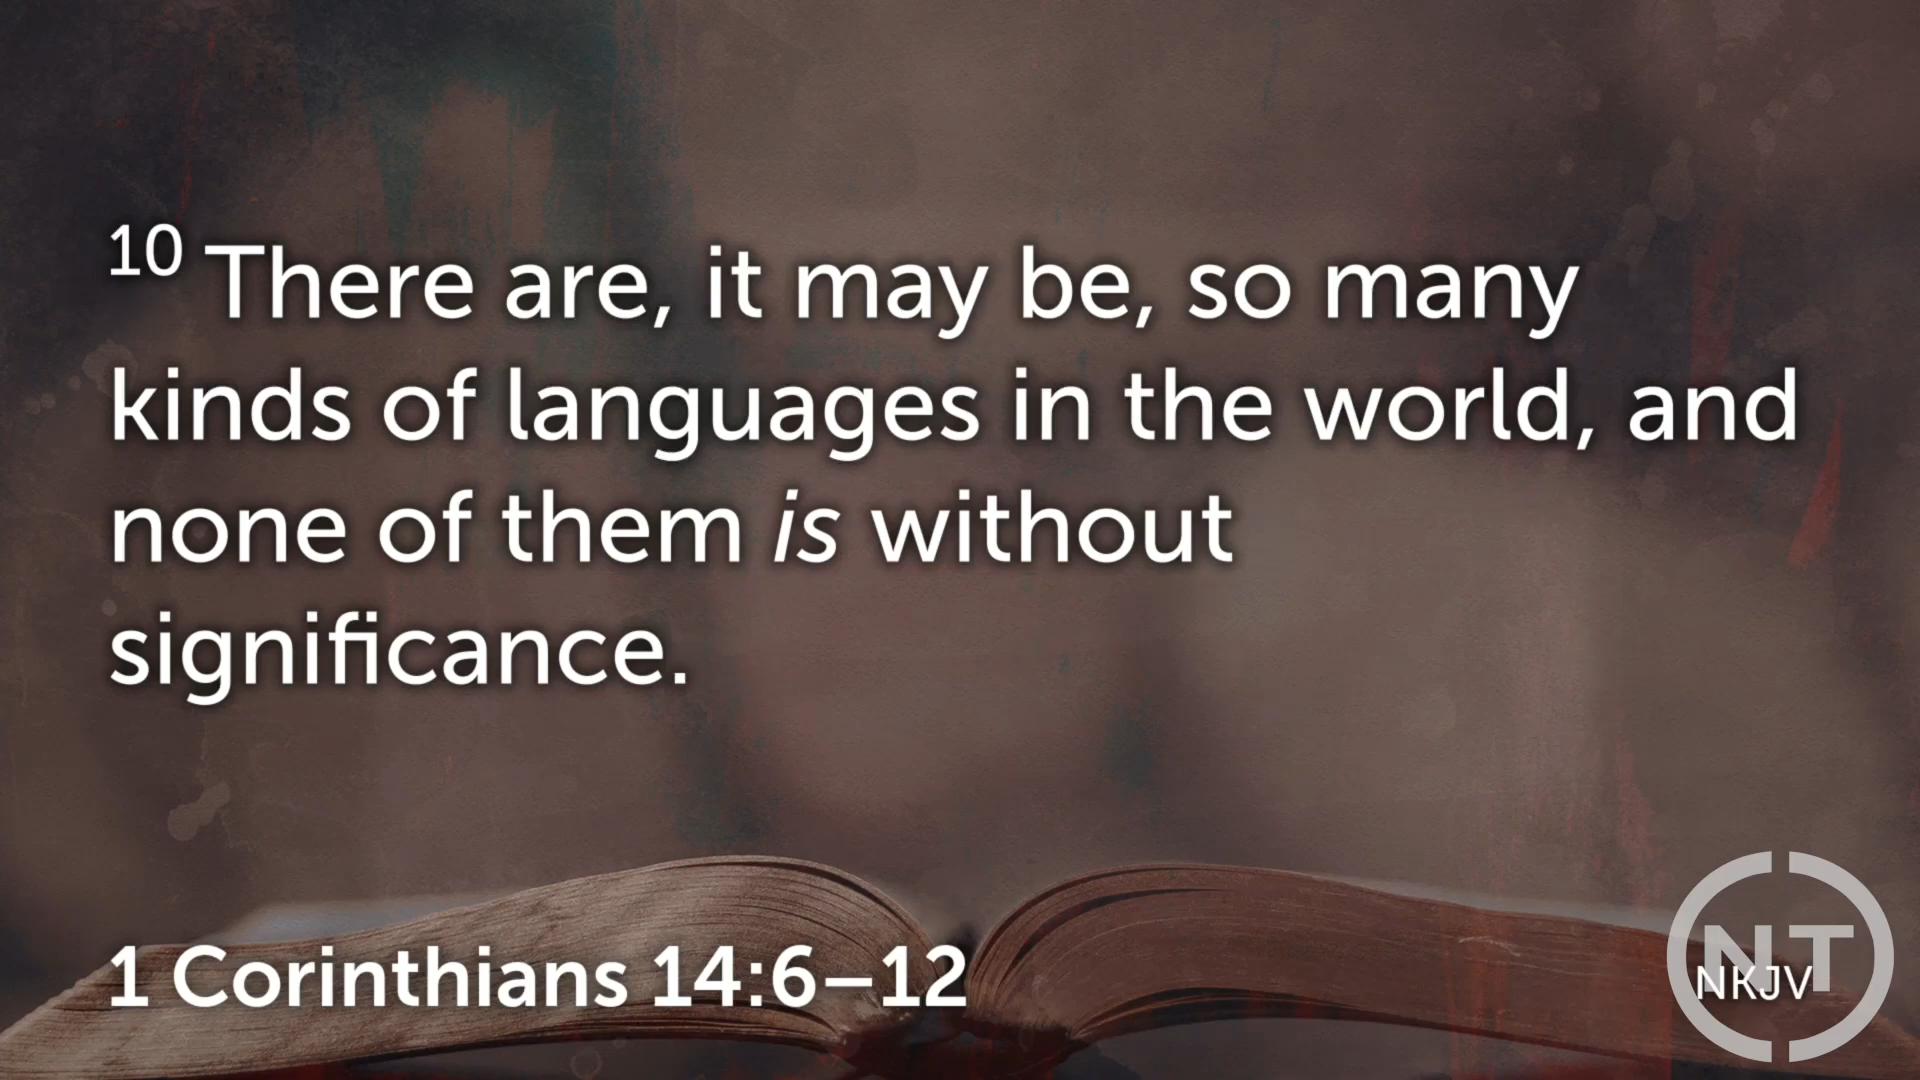 10 There are, it may be, so many
kinds of languages in the world, and
none of them is without
significance.
1 Corinthians 14:6–12
NT
NKJV